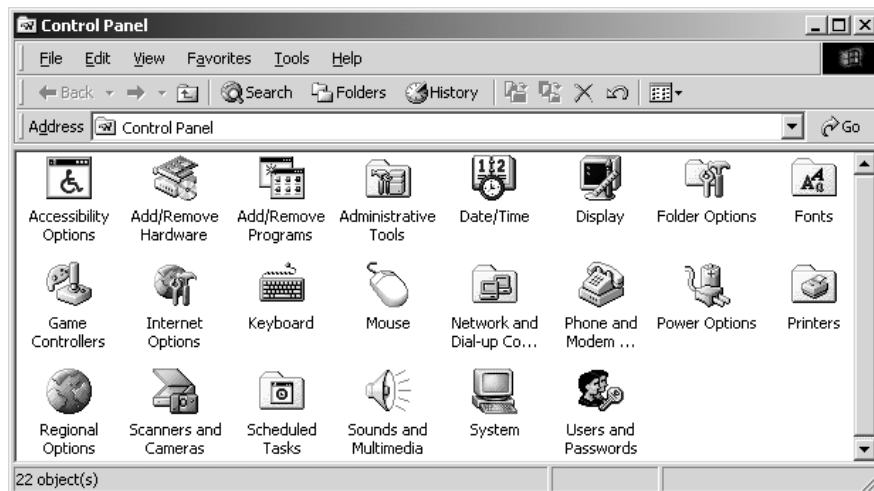 Control Panel
File Edit View Favorites Tools Help
Back Search Folders History
Address Control Panel Go
Accessibility Options
Add/Remove Hardware
Add/Remove Programs
Administrative Tools
Date/Time
Display
Folder Options
Fonts
Game Controllers
Internet Options
Keyboard
Mouse
Network and Dial-up Co...
Phone and Modem ...
Power Options
Printers
Regional Options
Scanners and Cameras
Scheduled Tasks
Sounds and Multimedia
System
Users and Passwords
22 object(s)